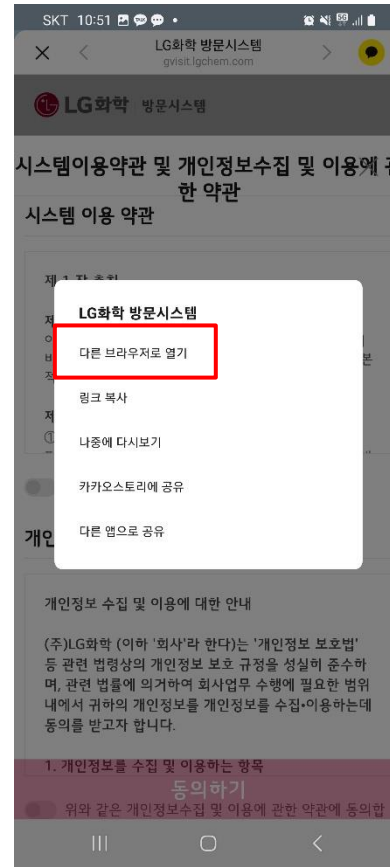 SKT 10:51
LG화학 방문시스템
gvisit.lgchem.com
LG화학 방문시스템
시스템이용약관 및 개인정보수집 및 이용에 관
한 약관
시스템 이용 약관
LG화학 방문시스템
다른 브라우저로 열기
링크 복사
나중에 다시보기
카카오스토리에 공유
다른 앱으로 공유
개인
개인정보 수집 및 이용에 대한 안내
(주)LG화학 (이하 '회사'라 한다)는 '개인정보 보호법'
등 관련 법령상의 개인정보 보호 규정을 성실히 준수하
며, 관련 법률에 의거하여 회사업무 수행에 필요한 범위
내에서 귀하의 개인정보를 개인정보를 수집•이용하는데
동의를 받고자 합니다.
1. 개인정보를 수집 및 이용하는 항목
동의하기
위와 같은 개인정보수집 및 이용에 관한 약관에 동의합